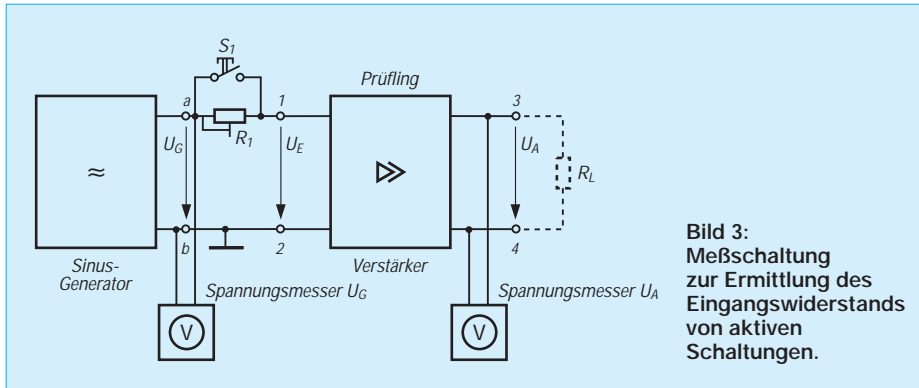 S1
Prüfling
a
1
3
R1
UG
UE
UA
RL
≈
b
2
4
Sinus-
Generator
Verstärker
Spannungsmesser UG
Spannungsmesser UA
V
V
Bild 3:
Meßschaltung
zur Ermittlung des
Eingangswiderstands
von aktiven
Schaltungen.